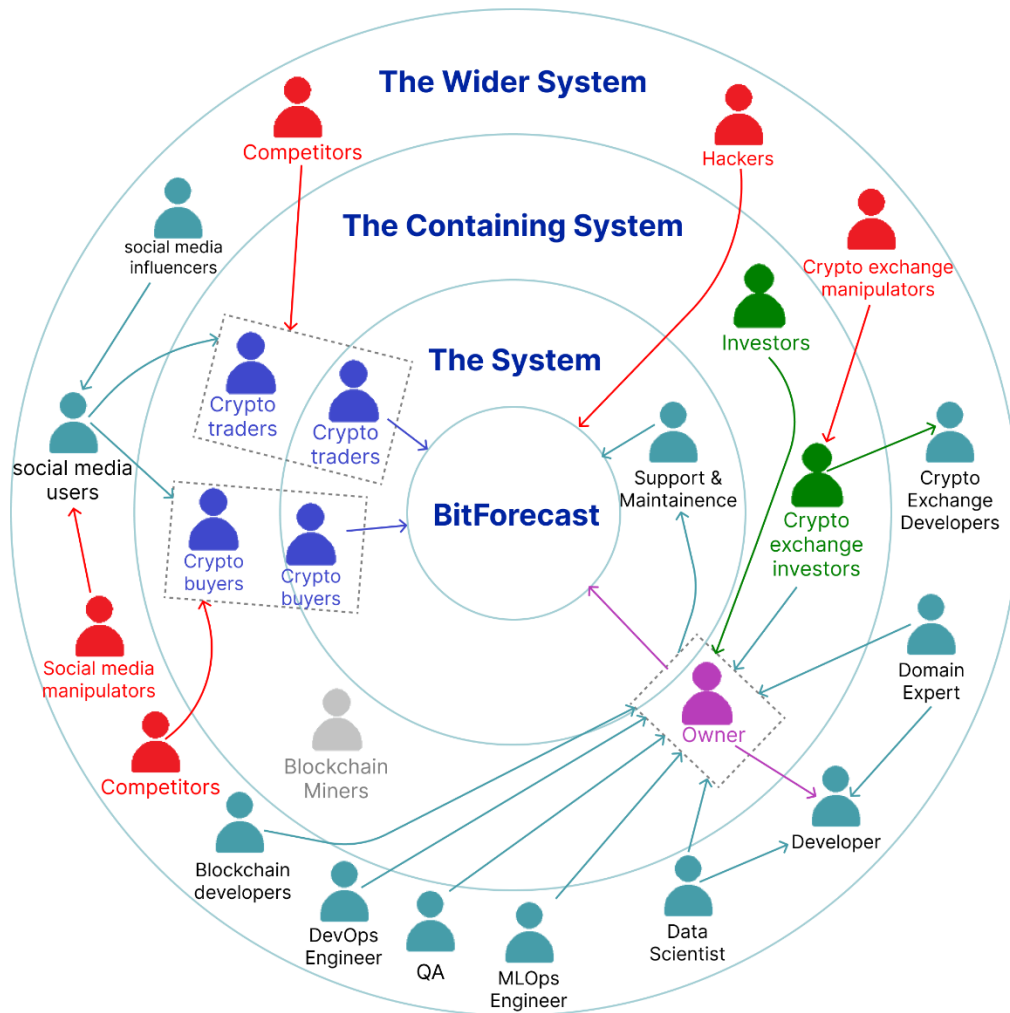 The Wider System
Competitors
Hackers
social media
influencers
The Containing System
Crypto exchange
manipulators
Investors
The System
Crypto
traders
Crypto
traders
social media
users
Support &
Maintainence
Crypto
Exchange
Developers
BitForecast
Crypto
exchange
investors
Crypto
buyers
Crypto
buyers
Social media
manipulators
Domain
Expert
Owner
Competitors
Blockchain
Miners
Developer
Blockchain
developers
DevOps
Engineer
QA
MLOps
Engineer
Data
Scientist